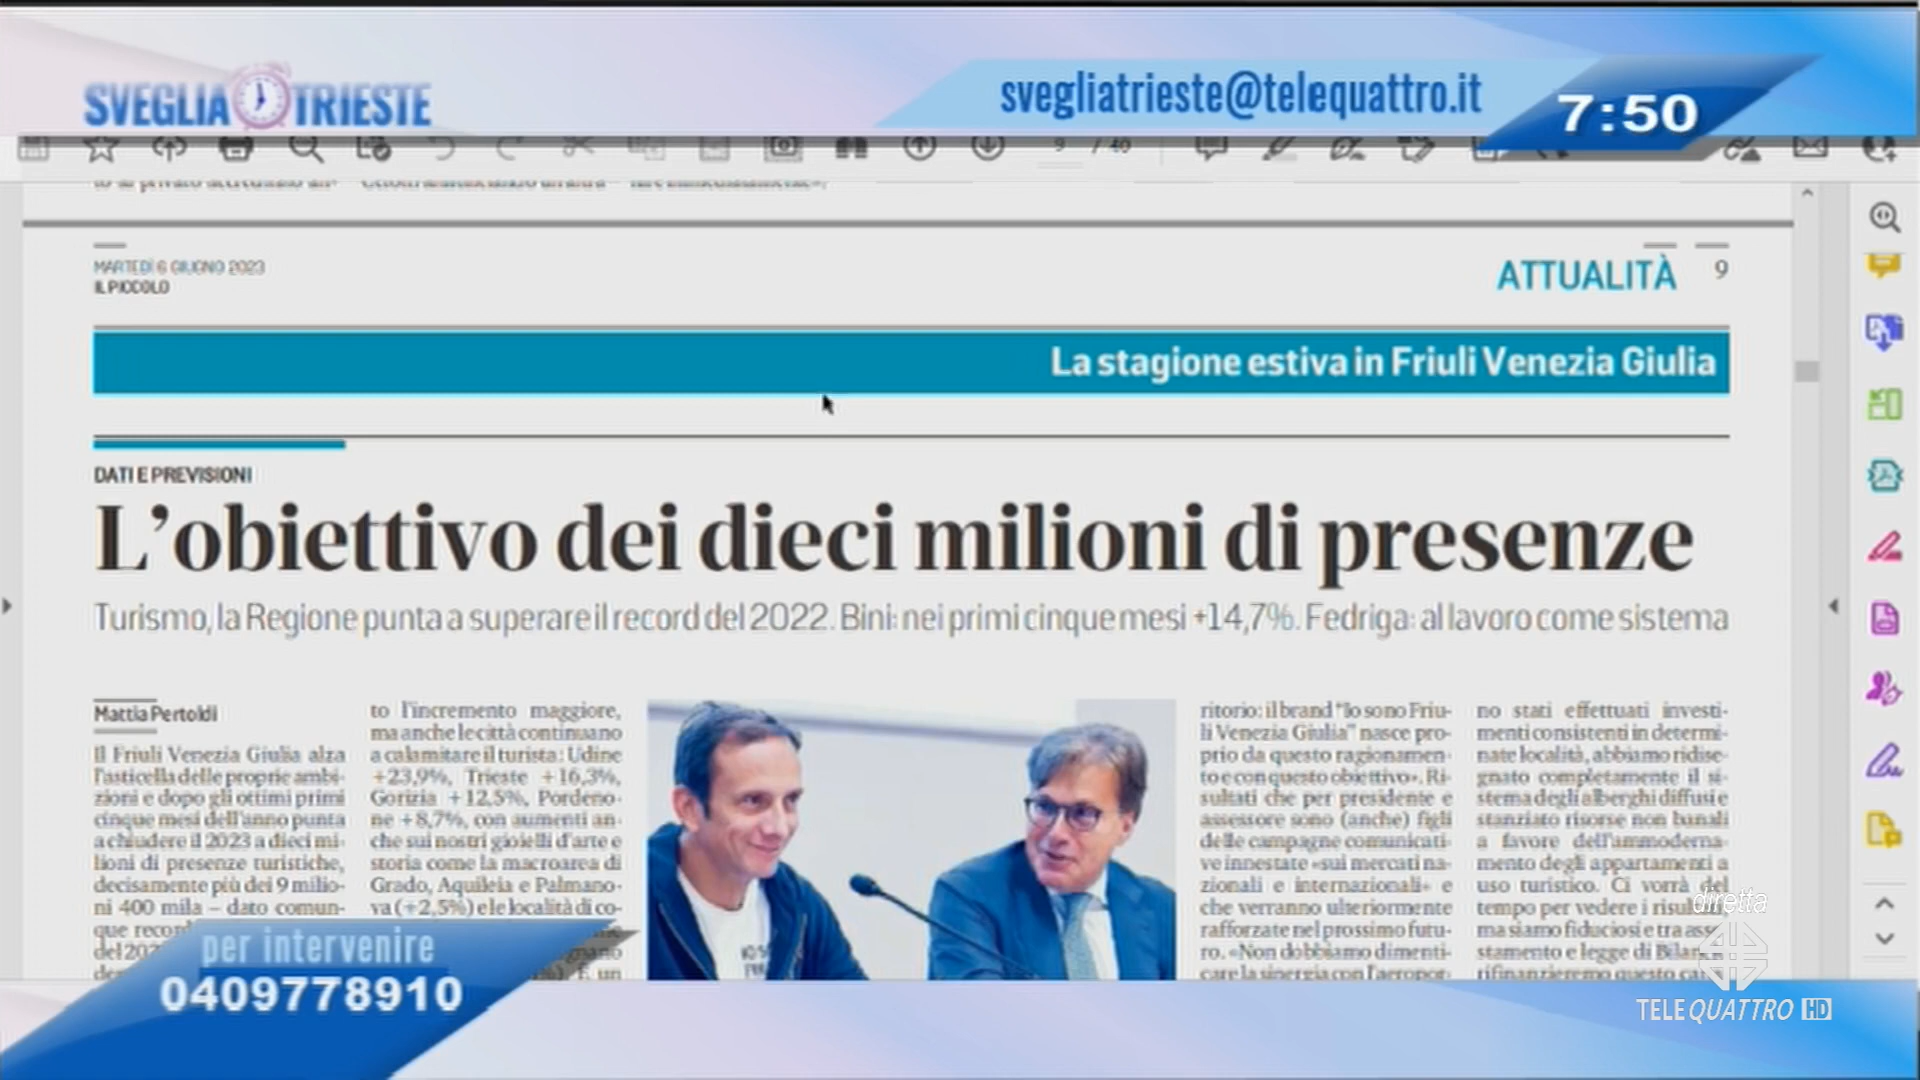 SVEGLIA TRIESTE
svegliatrieste@telequattro.it
7:50
9 / 40
MARTEDÌ 6 GIUGNO 2023
IL PICCOLO
ATTUALITÀ 9
La stagione estiva in Friuli Venezia Giulia
DATI E PREVISIONI
L'obiettivo dei dieci milioni di presenze
Turismo, la Regione punta a superare il record del 2022. Bini: nei primi cinque mesi +14,7%. Fedriga: al lavoro come sistema
Mattia Pertoldi
Il Friuli Venezia Giulia alza
l'asticella delle proprie ambi-
zioni e dopo gli ottimi primi
cinque mesi dell'anno punta
a chiudere il 2023 a dieci mi-
lioni di presenze turistiche,
decisamente più dei 9 milio-
ni 400 mila – dato comun-
que
to l'incremento maggiore,
ma anche le città continuano
a calamitare il turista: Udine
+23,9%, Trieste +16,3%,
Gorizia +12,5%, Pordeno-
ne +8,7%, con aumenti an-
che sui nostri gioielli d'arte e
storia come la macroarea di
Grado, Aquileia e Palmano-
va (+2,5%) e le località di co-
È un
ritorio: il brand "Io sono Friu-
li Venezia Giulia" nasce pro-
prio da questo ragionamen-
to e con questo obiettivo». Ri-
sultati che per presidente e
assessore sono (anche) figli
delle campagne comunicati-
ve innestate «sui mercati na-
zionali e internazionali» e
che verranno ulteriormente
rafforzate nel prossimo futu-
ro. «Non dobbiamo dimenti-
care la sinergia con l'aeropor-
no stati effettuati investi-
menti consistenti in determi-
nate località, abbiamo ridise-
gnato completamente il si-
stema degli alberghi diffusi e
stanziato risorse non banali
a favore dell'ammoderna-
mento degli appartamenti a
uso turistico. Ci vorrà del
tempo per vedere i
ma siamo fiduciosi e tra
stamento e legge di
rifinanzieremo questo
per intervenire
0409778910
diretta
TELEQUATTRO HD